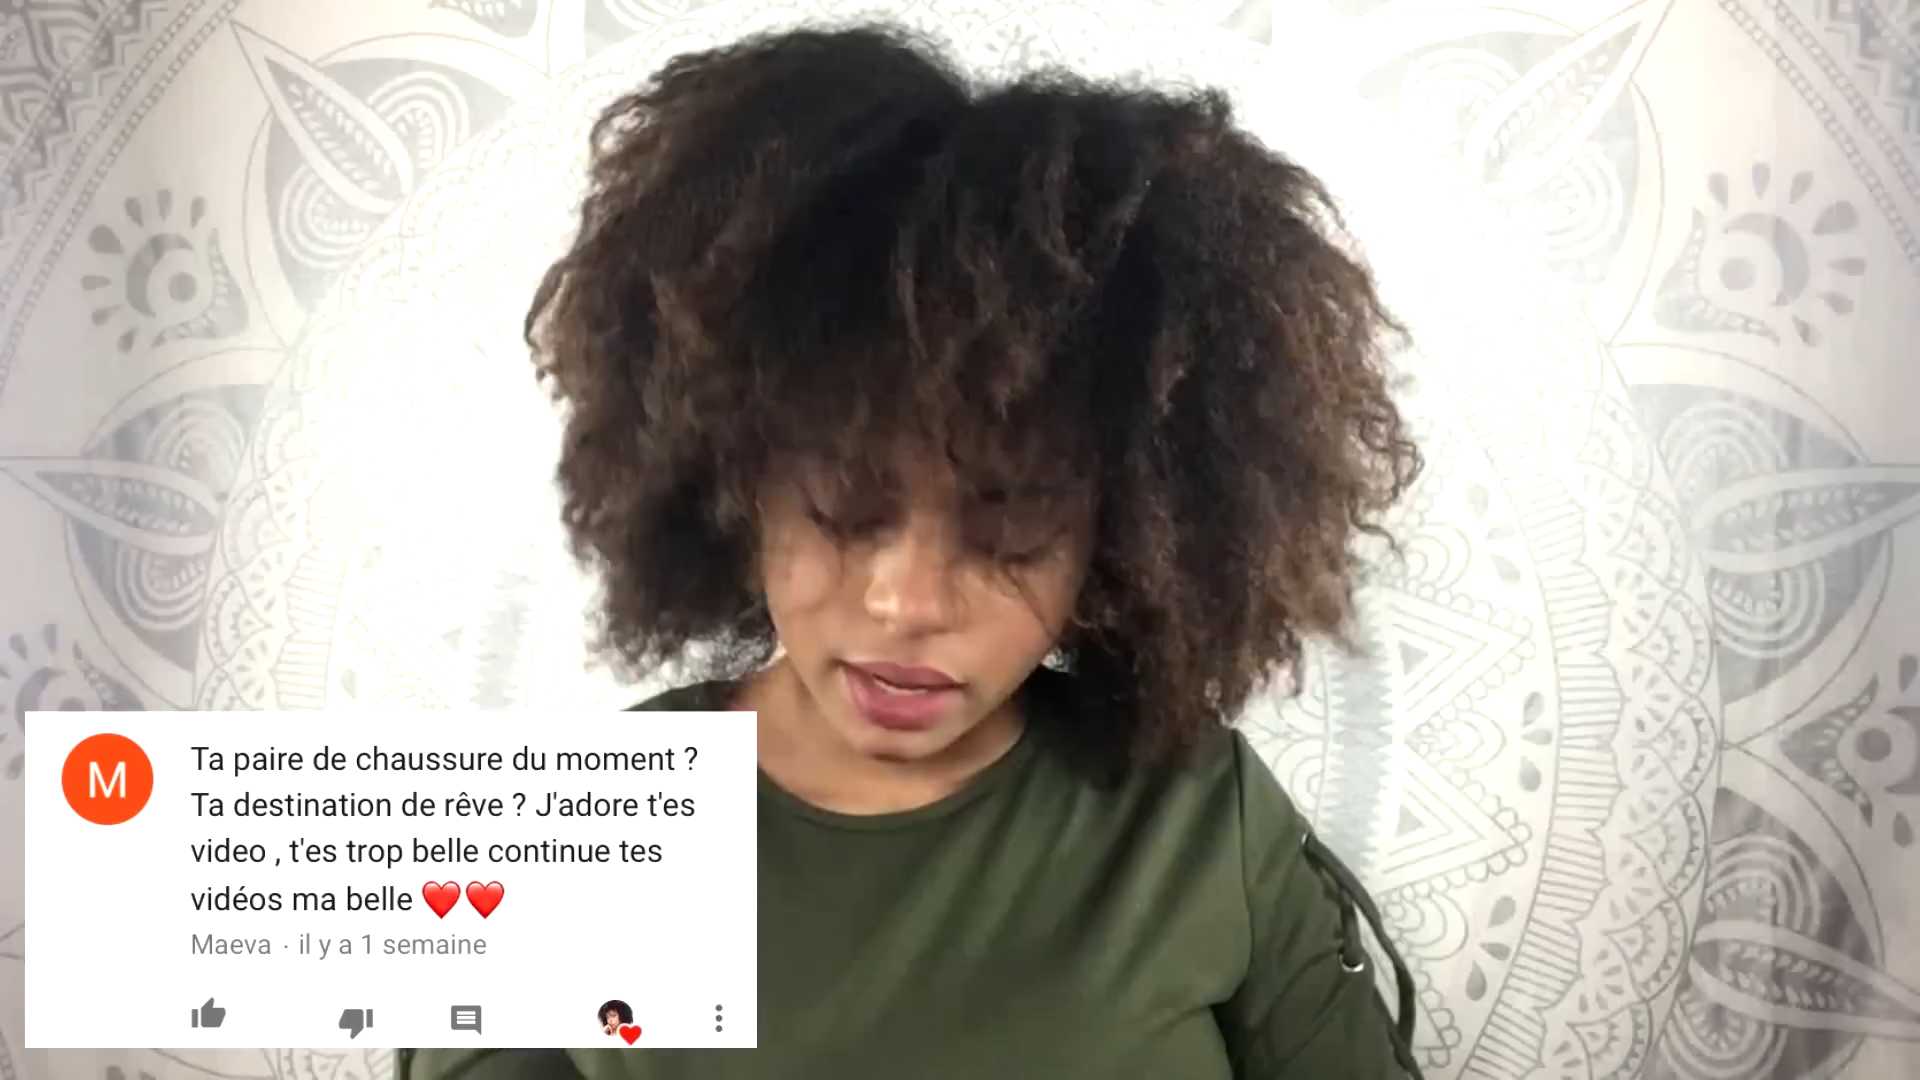 M
Ta paire de chaussure du moment ?
Ta destination de rêve ? J'adore t'es
video , t'es trop belle continue tes
vidéos ma belle ❤️❤️
Maeva · il y a 1 semaine